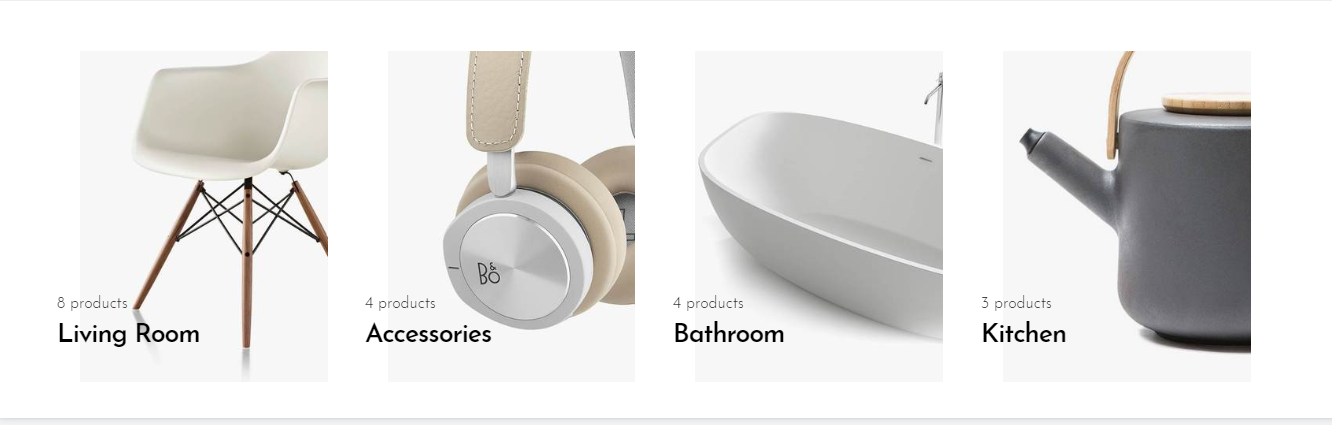 B&O
8 products
Living Room
4 products
Accessories
4 products
Bathroom
3 products
Kitchen